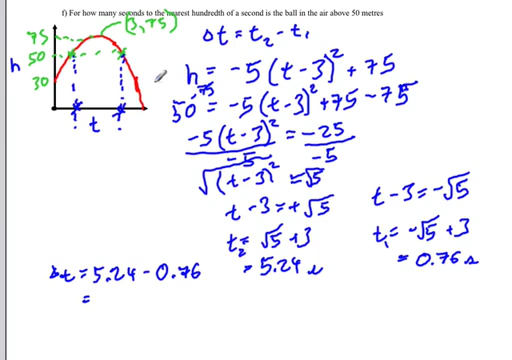 f) For how many seconds to the nearest hundredth of a second is the ball in the air above 50 metres
75
(3, 75)
50
h
30
?
?
t
Δt = t₂ - t₁
h = -5(t-3)² + 75
50 -75 = -5(t-3)² + 75 - 75
-5(t-3)² = -25
-5 -5
√(t-3)² = √5
t - 3 = +√5
t₂ = √5 + 3
= 5.24 s
t - 3 = -√5
t₁ = -√5 + 3
= 0.76 s
Δt = 5.24 - 0.76
=